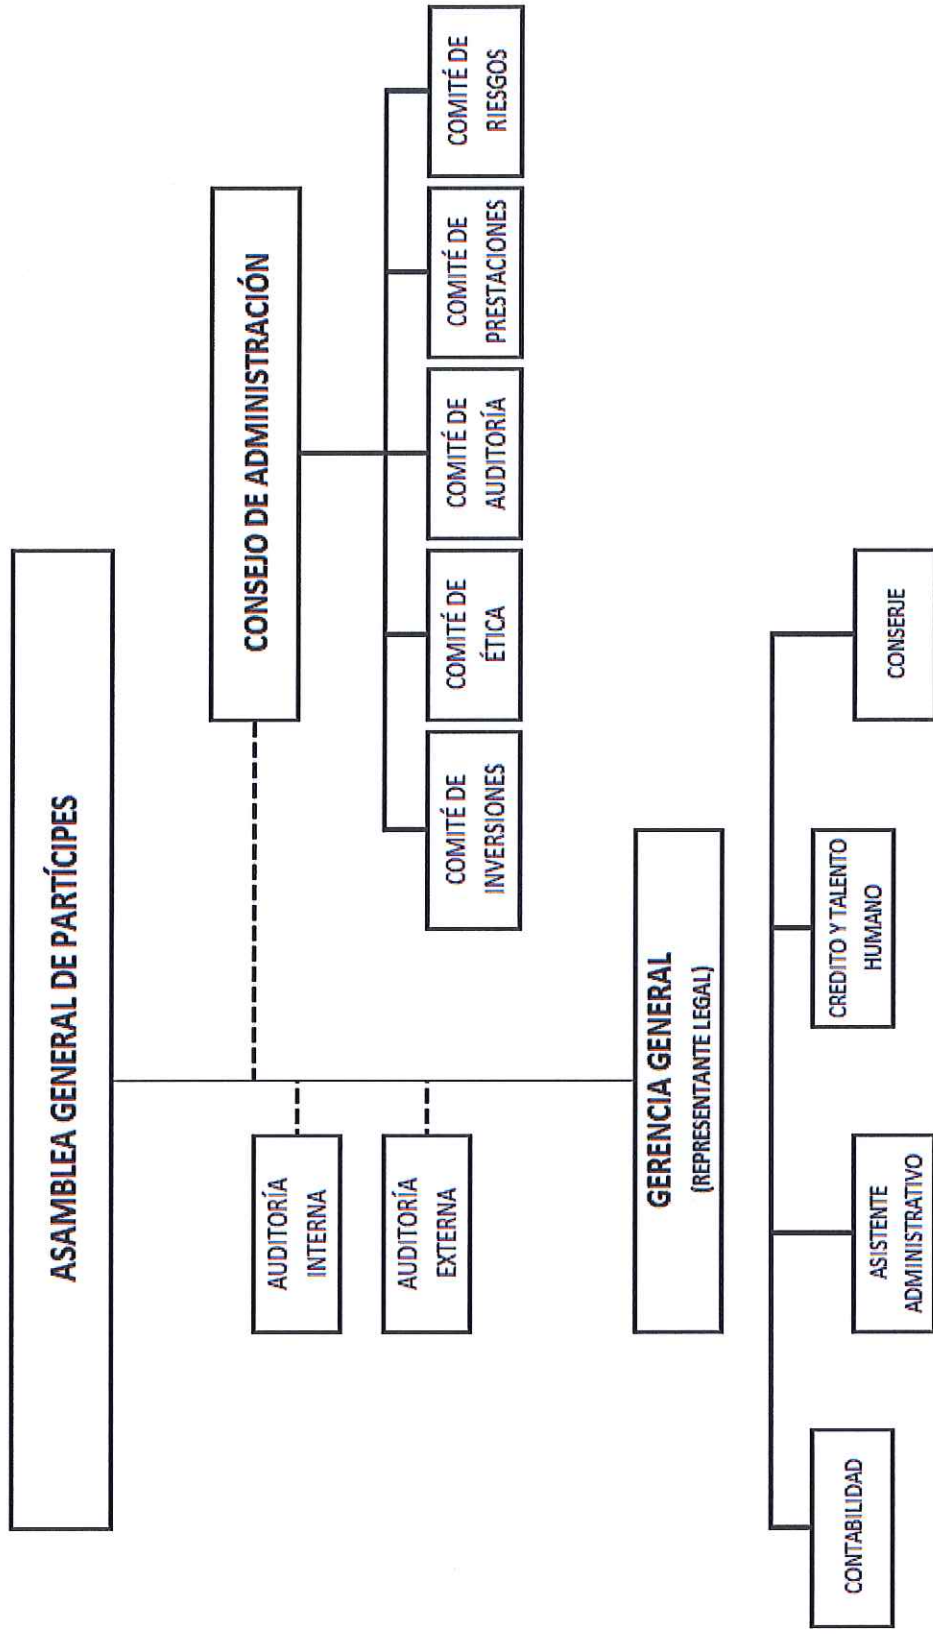 ASAMBLEA GENERAL DE PARTÍCIPES
CONSEJO DE ADMINISTRACIÓN
AUDITORÍA
INTERNA
AUDITORÍA
EXTERNA
COMITÉ DE
INVERSIONES
COMITÉ DE
ÉTICA
COMITÉ DE
AUDITORÍA
COMITÉ DE
PRESTACIONES
COMITÉ DE
RIESGOS
GERENCIA GENERAL
(REPRESENTANTE LEGAL)
CONTABILIDAD
ASISTENTE
ADMINISTRATIVO
CREDITO Y TALENTO
HUMANO
CONSERJE